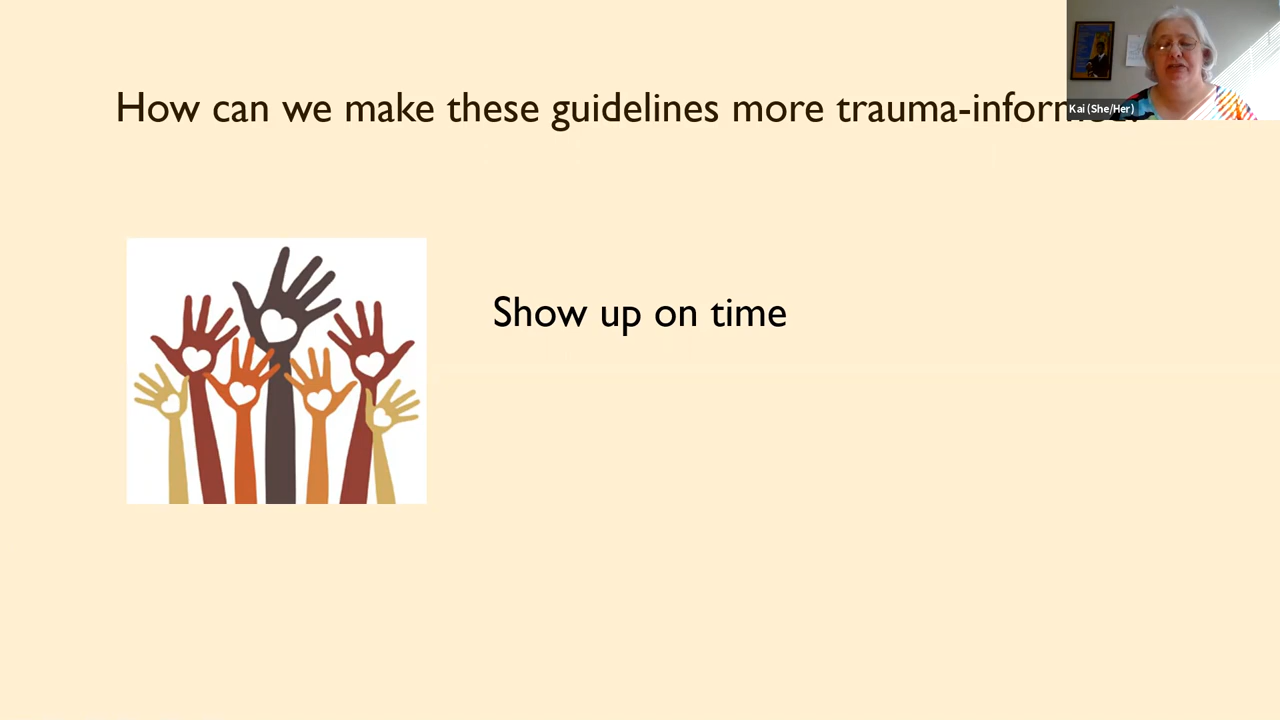 How can we make these guidelines more trauma-inform
Kai (She/Her)
Show up on time